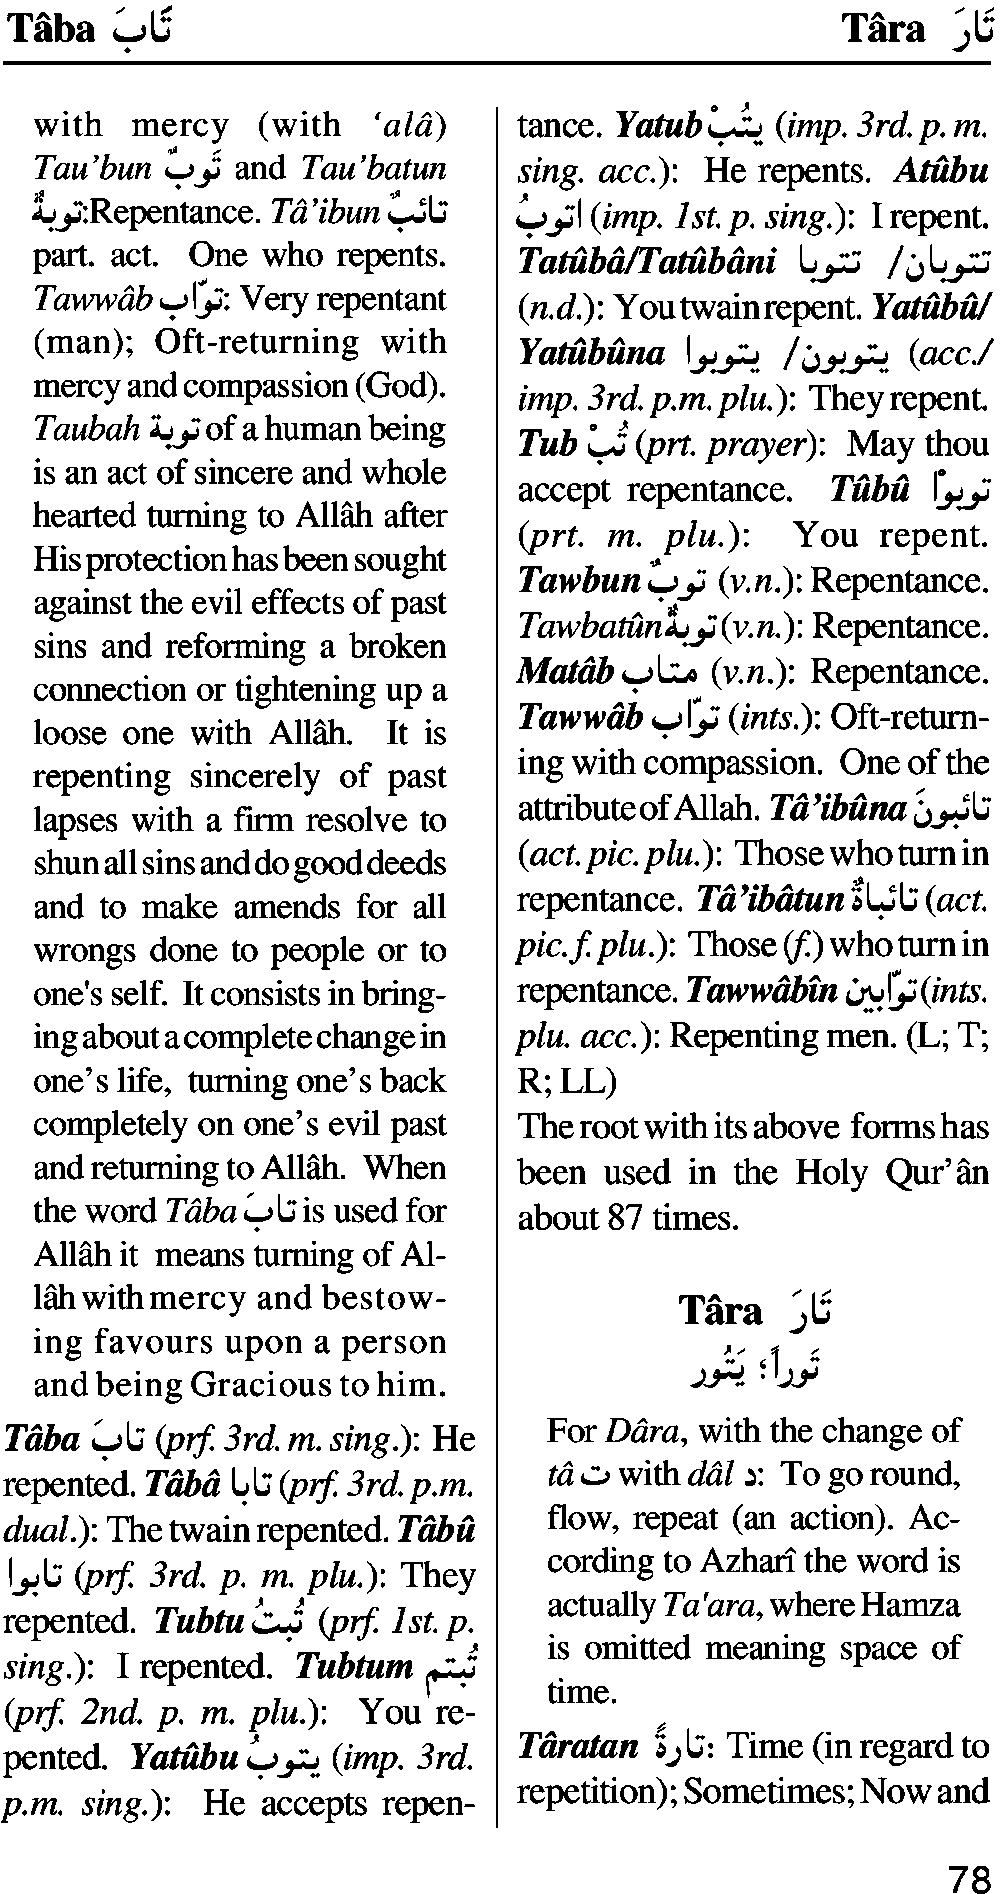 Tâba تَابَ
Târa تَارَ
with mercy (with ‘alâ)
Tau’bun تَوبٌ and Tau’batun
توبةٌ:Repentance. Tâ’ibun تائبٌ
part. act. One who repents.
Tawwâb توّاب: Very repentant
(man); Oft-returning with
mercy and compassion (God).
Taubah توبة of a human being
is an act of sincere and whole
hearted turning to Allâh after
His protection has been sought
against the evil effects of past
sins and reforming a broken
connection or tightening up a
loose one with Allâh. It is
repenting sincerely of past
lapses with a firm resolve to
shun all sins and do good deeds
and to make amends for all
wrongs done to people or to
one's self. It consists in bring-
ing about a complete change in
one’s life, turning one’s back
completely on one’s evil past
and returning to Allâh. When
the word Tâba تابَ is used for
Allâh it means turning of Al-
lâh with mercy and bestow-
ing favours upon a person
and being Gracious to him.
Tâba تابَ (prf. 3rd. m. sing.): He
repented. Tâbâ تابا (prf. 3rd. p.m.
dual.): The twain repented. Tâbû
تابوا (prf. 3rd. p. m. plu.): They
repented. Tubtu تُبتُ (prf. 1st. p.
sing.): I repented. Tubtum تُبتم
(prf. 2nd. p. m. plu.): You re-
pented. Yatûbu يتوبُ (imp. 3rd.
p.m. sing.): He accepts repen-
tance. Yatub يتُبْ (imp. 3rd. p. m.
sing. acc.): He repents. Atûbu
اتوبُ (imp. 1st. p. sing.): I repent.
Tatûbâ/Tatûbâni تتوبان/ تتوبا
(n.d.): You twain repent. Yatûbû/
Yatûbûna يتوبون/ يتوبوا (acc./
imp. 3rd. p.m. plu.): They repent.
Tub تُبْ (prt. prayer): May thou
accept repentance. Tûbû توبوْا
(prt. m. plu.): You repent.
Tawbun توبٌ (v.n.): Repentance.
Tawbatûn توبةٌ (v.n.): Repentance.
Matâb متاب (v.n.): Repentance.
Tawwâb توّاب (ints.): Oft-return-
ing with compassion. One of the
attribute of Allah. Tâ’ibûna تائبونَ
(act. pic. plu.): Those who turn in
repentance. Tâ’ibâtun تائباةٌ (act.
pic. f. plu.): Those (f.) who turn in
repentance. Tawwâbîn توّابين (ints.
plu. acc.): Repenting men. (L; T;
R; LL)
The root with its above forms has
been used in the Holy Qur’ân
about 87 times.
Târa تَارَ
تَوراً؛ يَتُور
For Dâra, with the change of
tâ ت with dâl د: To go round,
flow, repeat (an action). Ac-
cording to Azharî the word is
actually Ta'ara, where Hamza
is omitted meaning space of
time.
Târatan تارةً: Time (in regard to
repetition); Sometimes; Now and
78